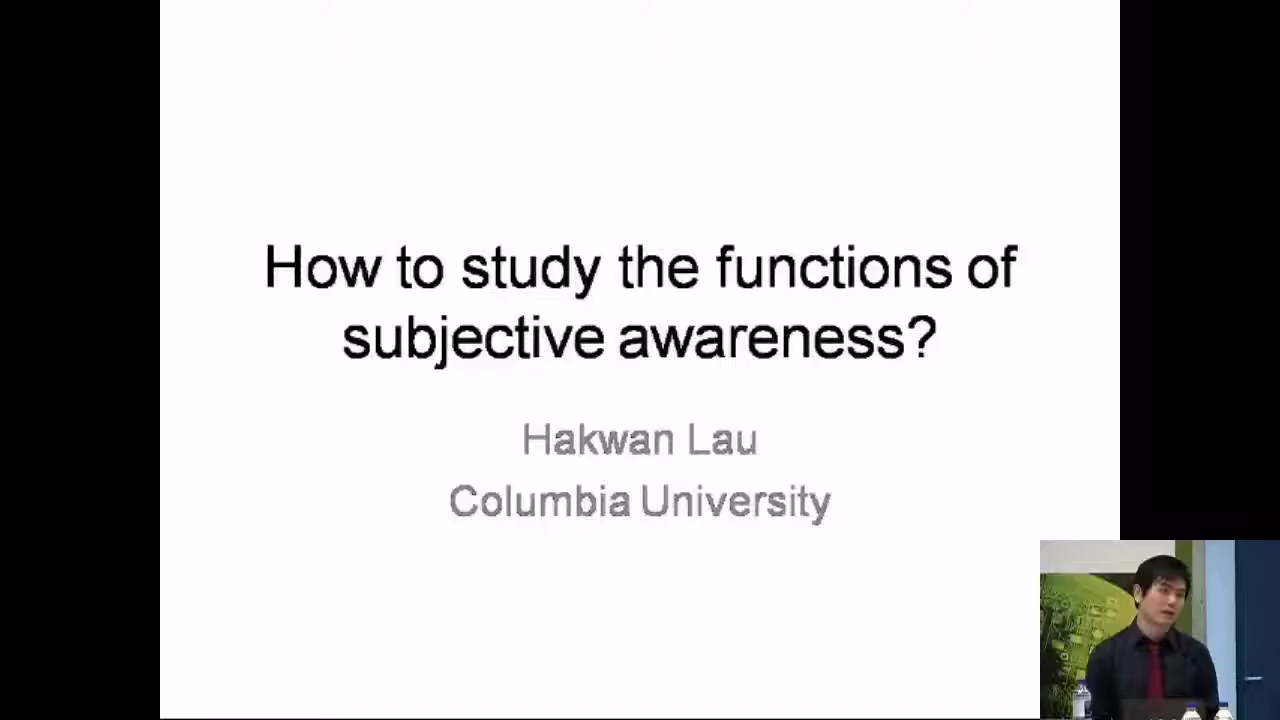 How to study the functions of
subjective awareness?
Hakwan Lau
Columbia University